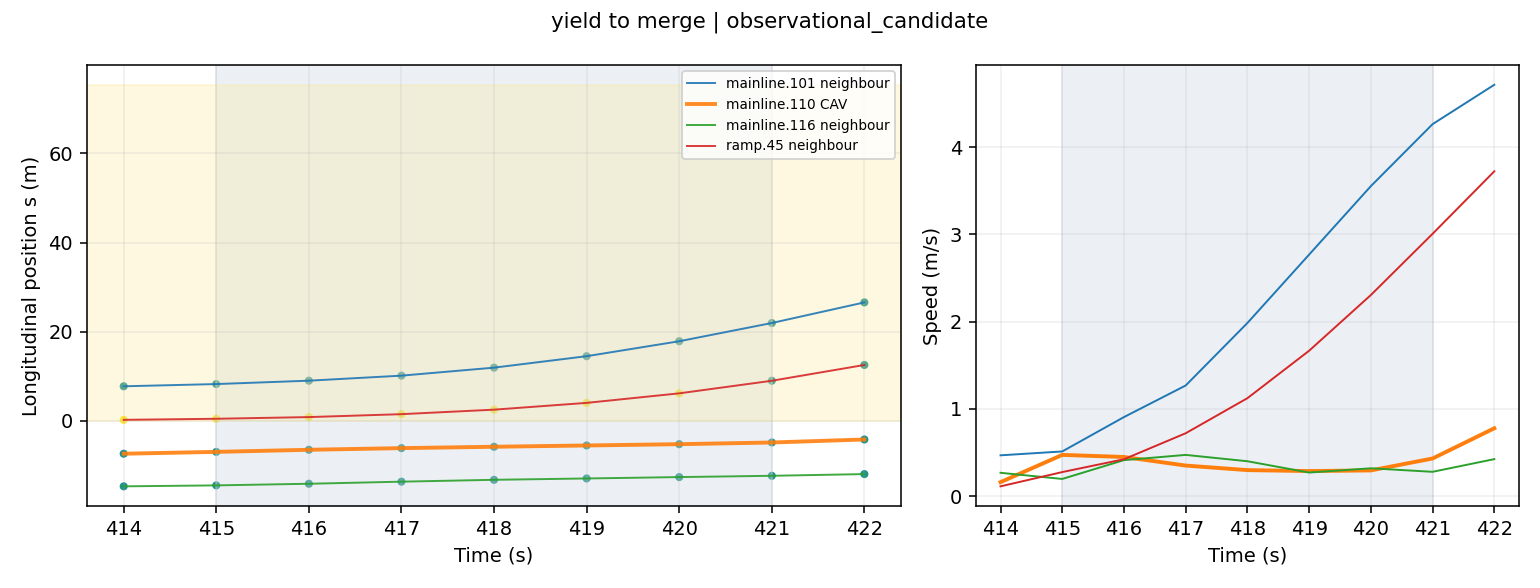 yield to merge | observational_candidate
Longitudinal position s (m)
60
40
20
0
mainline.101 neighbour
mainline.110 CAV
mainline.116 neighbour
ramp.45 neighbour
414 415 416 417 418 419 420 421 422
Time (s)
Speed (m/s)
4
3
2
1
0
414 415 416 417 418 419 420 421 422
Time (s)